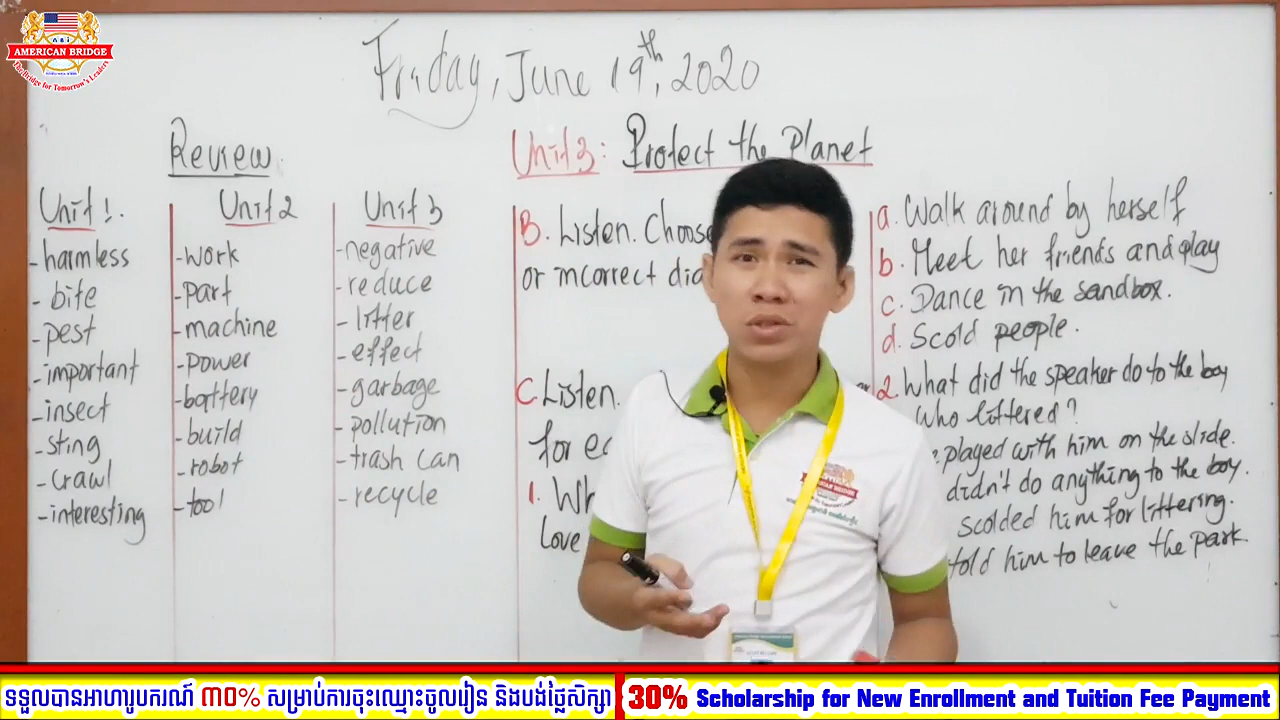 AMERICAN BRIDGE
The Bridge for Tomorrow's Leaders
Friday, June 19th, 2020
Review
Unit 1.
- harmless
- bite
- pest
- important
- insect
- sting
- crawl
- interesting
Unit 2
- work
- part
- machine
- power
- battery
- build
- robot
- tool
Unit 3
- negative
- reduce
- litter
- effect
- garbage
- pollution
- trash can
- recycle
Unit 3: Protect the Planet
B. Listen. Choose
or incorrect
C Listen.
for
1.
love
a. Walk around by herself
b. Meet her friends and play
c. Dance in the sandbox.
d. Scold people.
2. What did the speaker do to the boy
who littered?
played with him on the slide.
didn't do anything to the boy.
scolded him for littering.
told him to leave the park.
ទទួលបានអាហារូបករណ៍ ៣០% សម្រាប់ការចុះឈ្មោះចូលរៀន និងបង់ថ្លៃសិក្សា
30% Scholarship for New Enrollment and Tuition Fee Payment